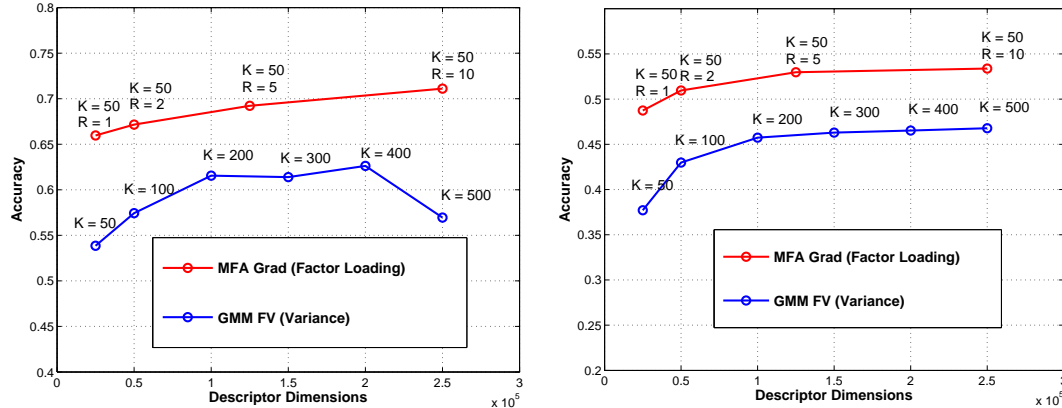 0.8
0.75
0.7
0.65
0.6
0.55
0.5
0.45
0.4
Accuracy
K = 50
R = 1
K = 50
R = 2
K = 50
R = 5
K = 50
R = 10
K = 50
K = 100
K = 200
K = 300
K = 400
K = 500
MFA Grad (Factor Loading)
GMM FV (Variance)
0 0.5 1 1.5 2 2.5 3
Descriptor Dimensions
x 10^5
0.55
0.5
0.45
0.4
0.35
0.3
0.25
0.2
Accuracy
K = 50
R = 1
K = 50
R = 2
K = 50
R = 5
K = 50
R = 10
K = 50
K = 100
K = 200
K = 300
K = 400
K = 500
MFA Grad (Factor Loading)
GMM FV (Variance)
0 0.5 1 1.5 2 2.5 3
Descriptor Dimensions
x 10^5